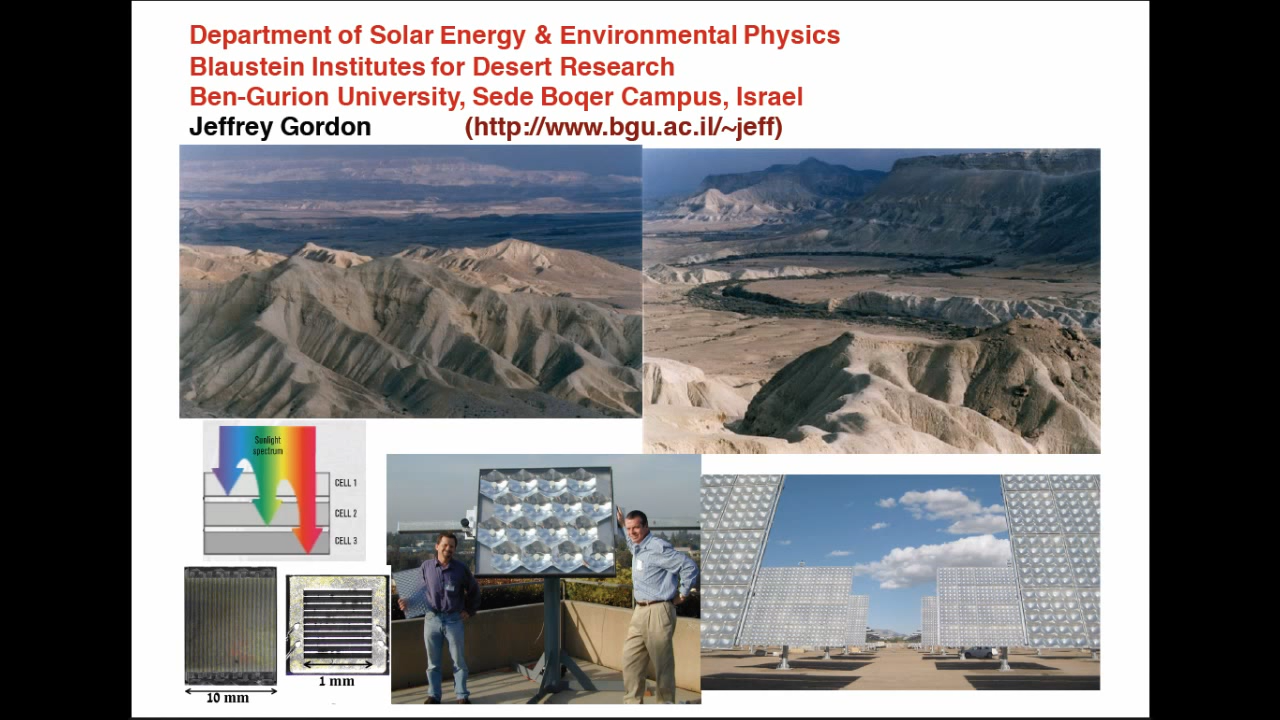 Department of Solar Energy & Environmental Physics
Blaustein Institutes for Desert Research
Ben-Gurion University, Sede Boqer Campus, Israel
Jeffrey Gordon (http://www.bgu.ac.il/~jeff)
Sunlight
spectrum
CELL 1
CELL 2
CELL 3
10 mm
1 mm